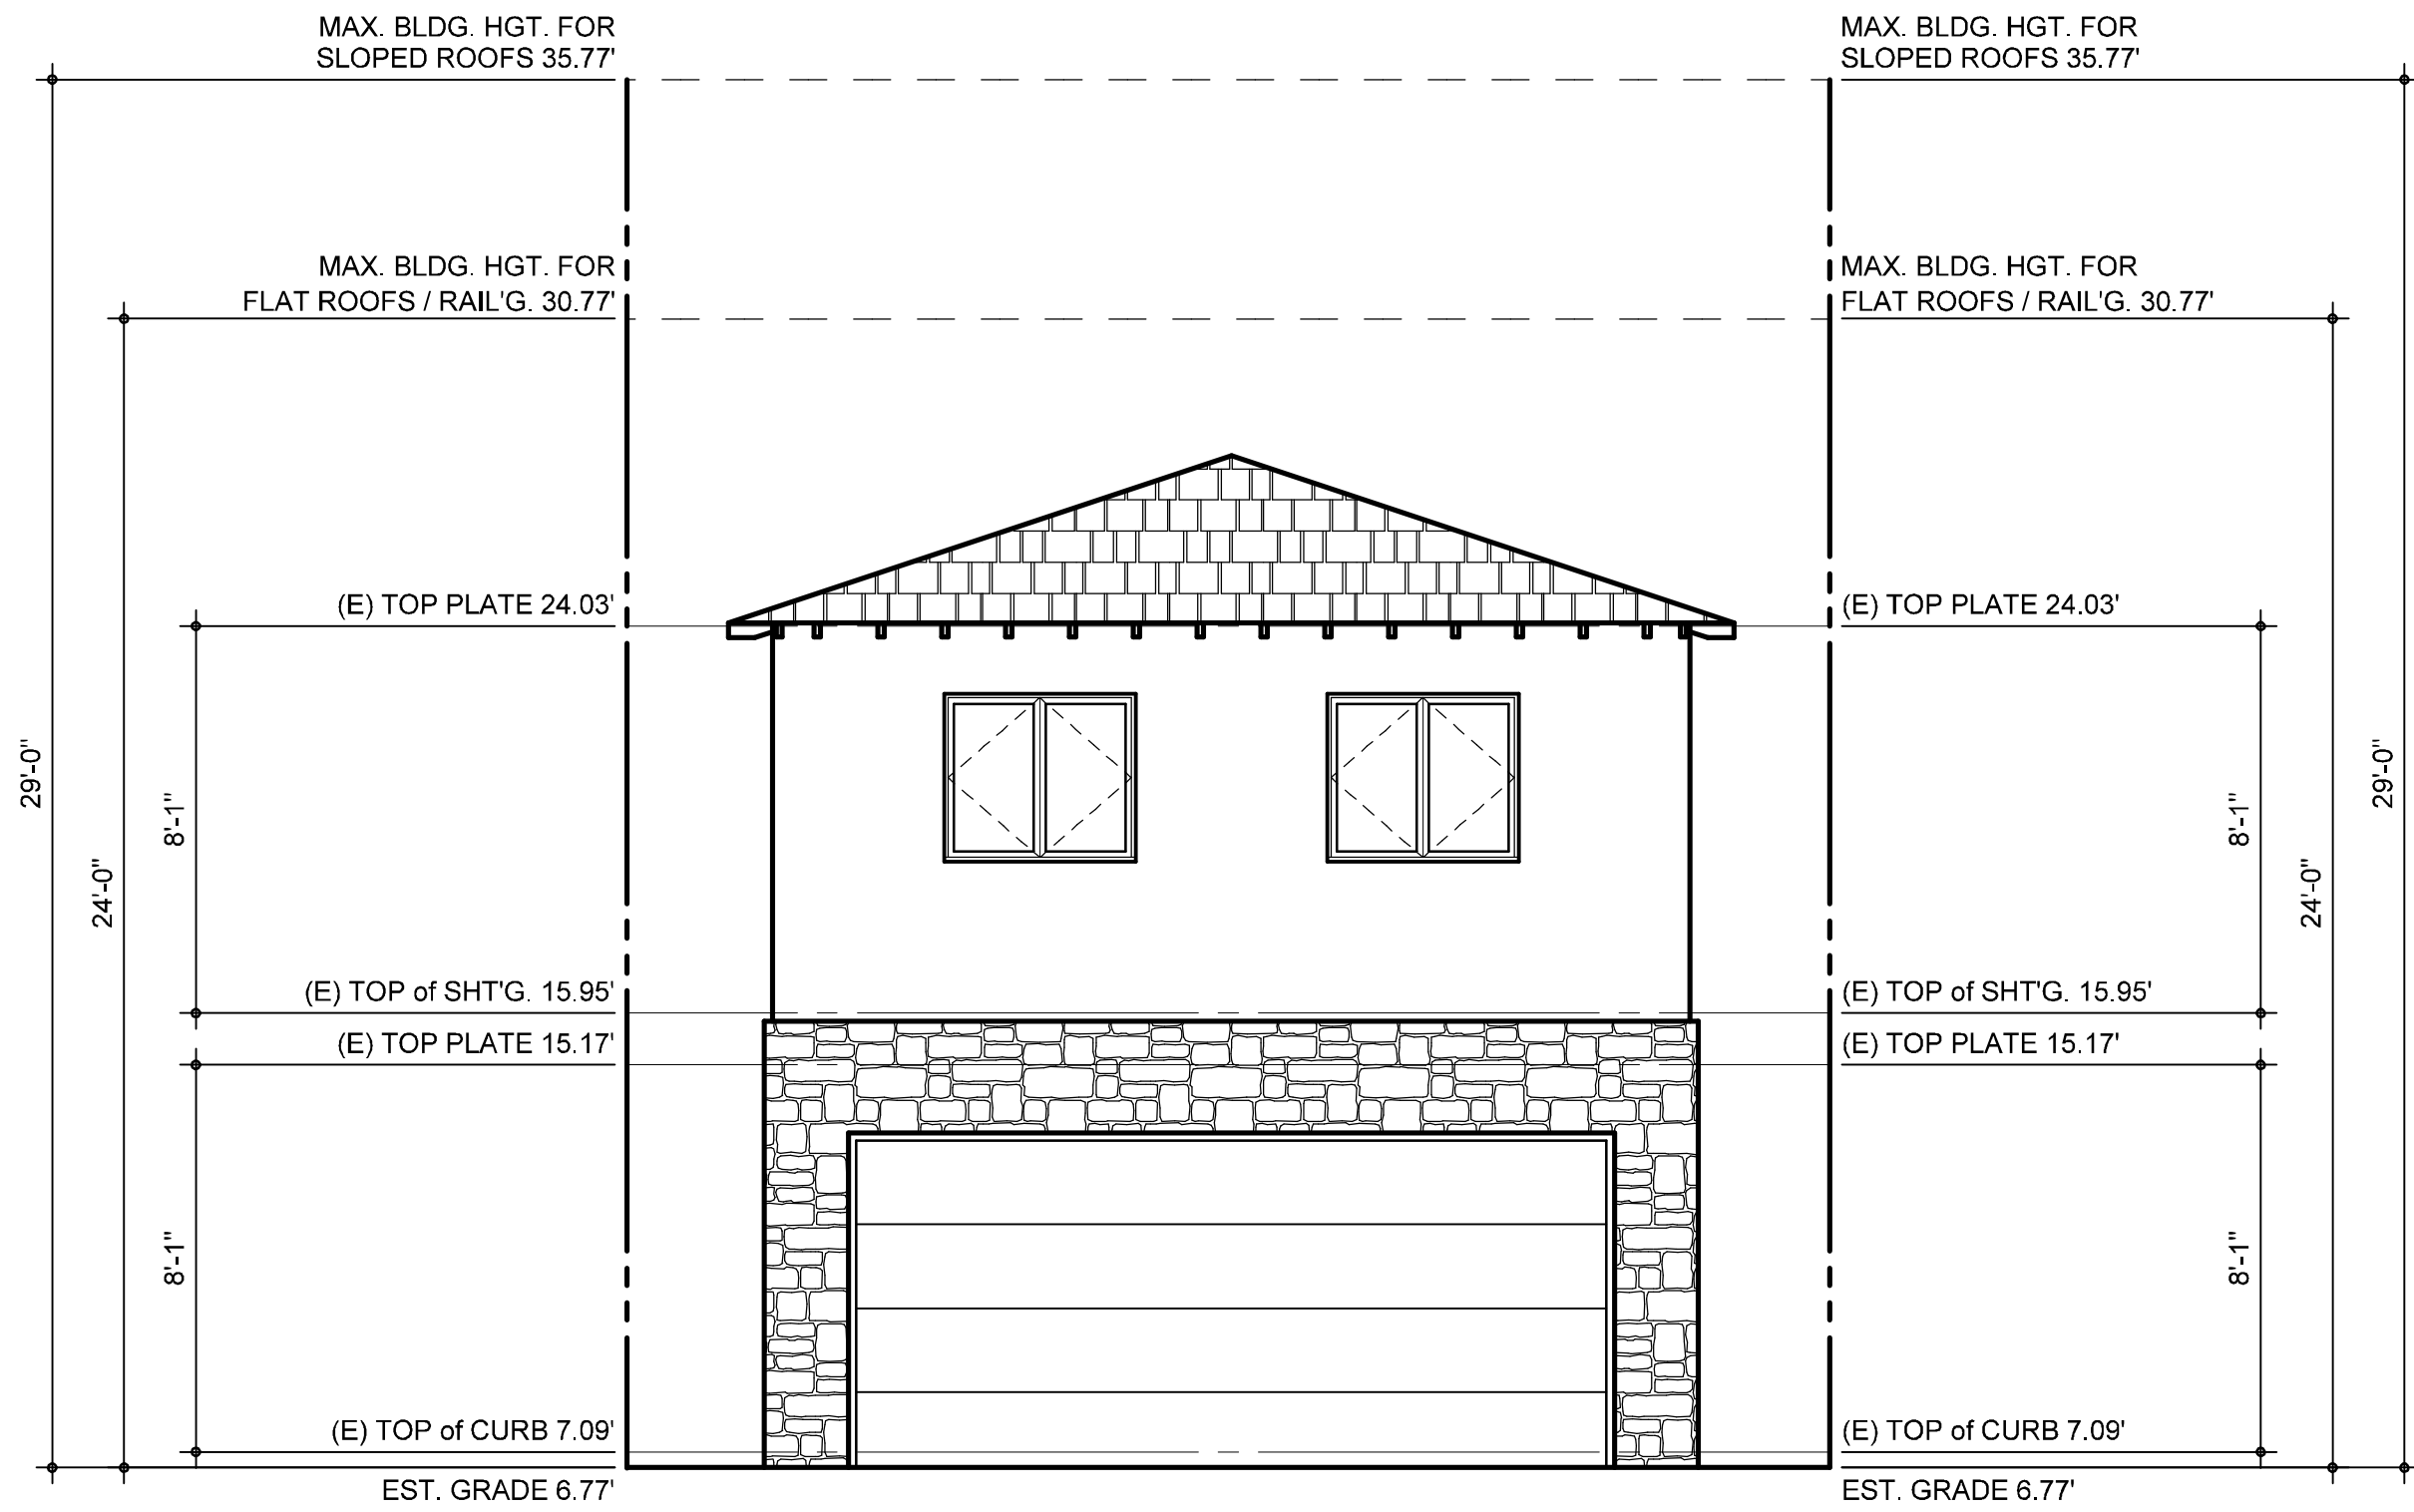 MAX. BLDG. HGT. FOR
SLOPED ROOFS 35.77'
MAX. BLDG. HGT. FOR
SLOPED ROOFS 35.77'
MAX. BLDG. HGT. FOR
FLAT ROOFS / RAIL'G. 30.77'
MAX. BLDG. HGT. FOR
FLAT ROOFS / RAIL'G. 30.77'
(E) TOP PLATE 24.03'
(E) TOP PLATE 24.03'
29'-0"
24'-0"
8'-1"
8'-1"
24'-0"
29'-0"
(E) TOP of SHT'G. 15.95'
(E) TOP of SHT'G. 15.95'
(E) TOP PLATE 15.17'
(E) TOP PLATE 15.17'
8'-1"
8'-1"
(E) TOP of CURB 7.09'
(E) TOP of CURB 7.09'
EST. GRADE 6.77'
EST. GRADE 6.77'